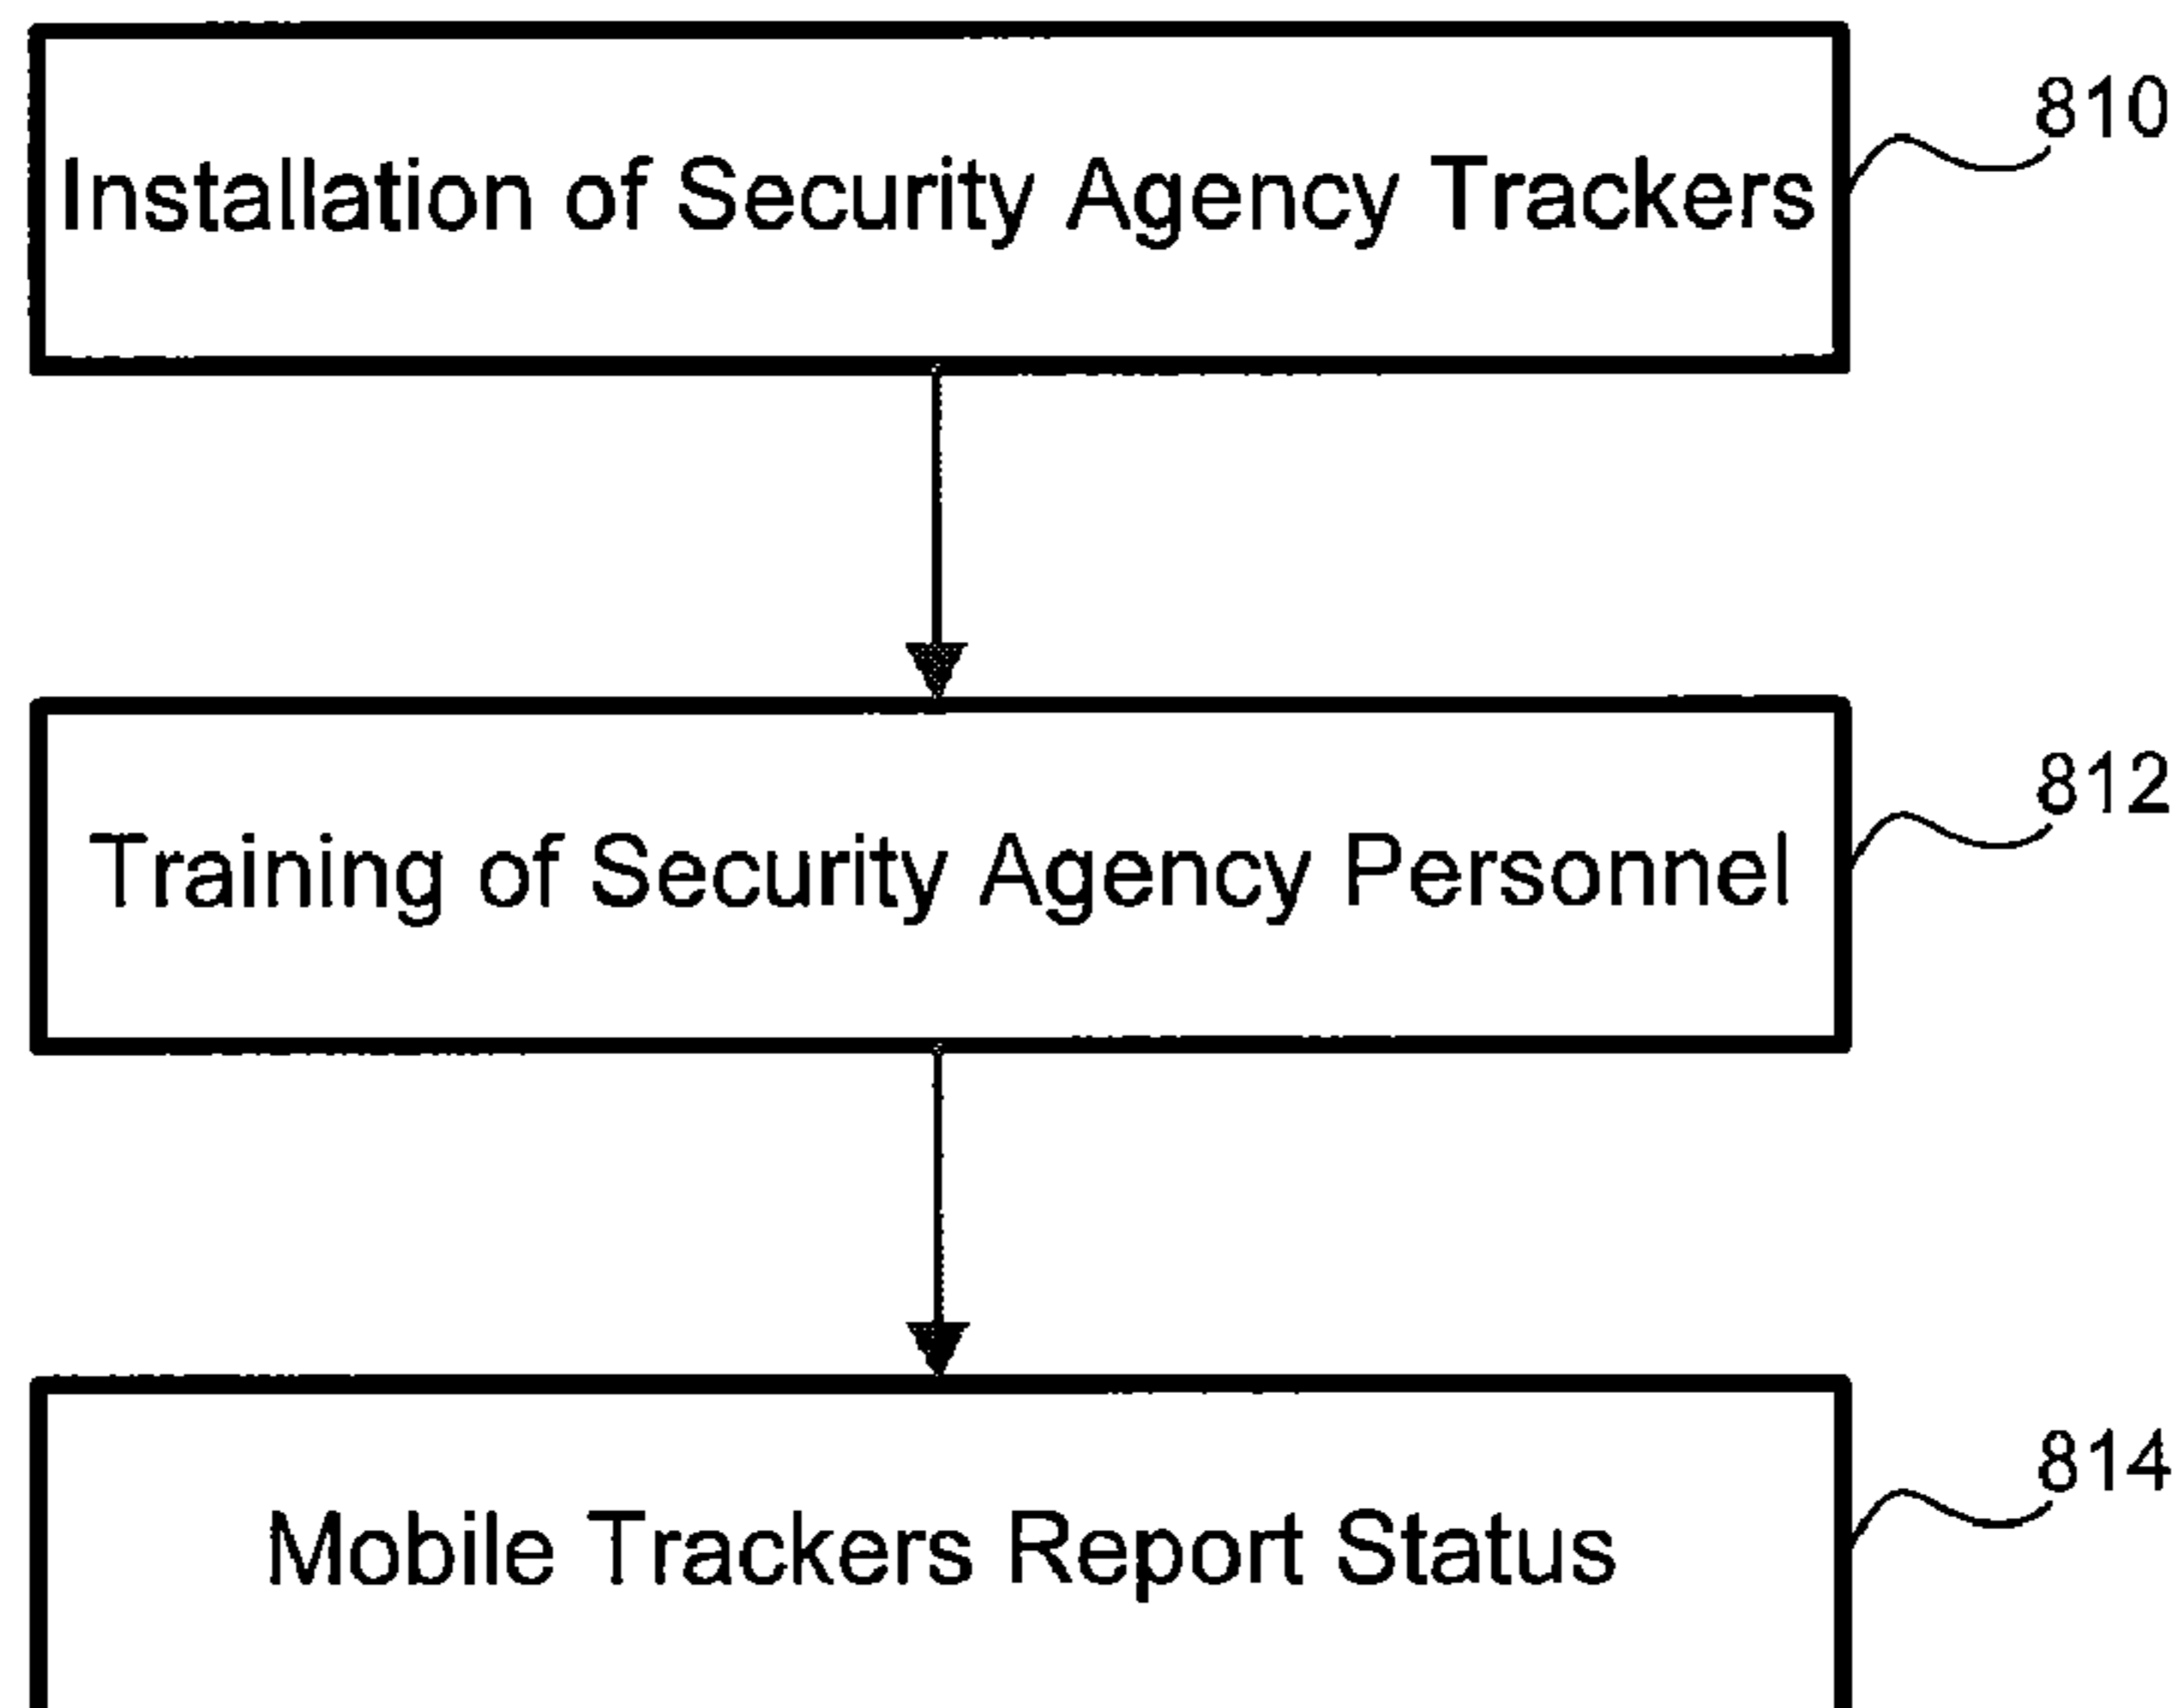 810
Installation of Security Agency Trackers
812
Training of Security Agency Personnel
814
Mobile Trackers Report Status